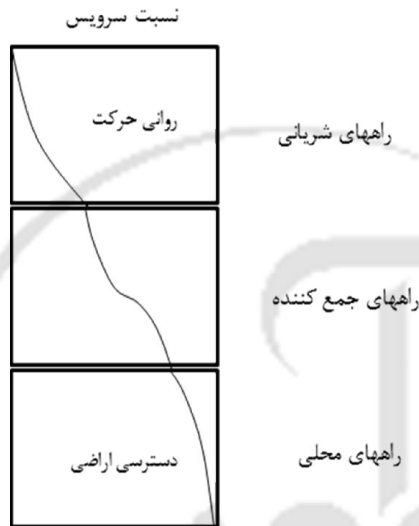 نسبت سرویس
روانی حرکت
راههای شریانی
راههای جمع کننده
دسترسی اراضی
راههای محلی